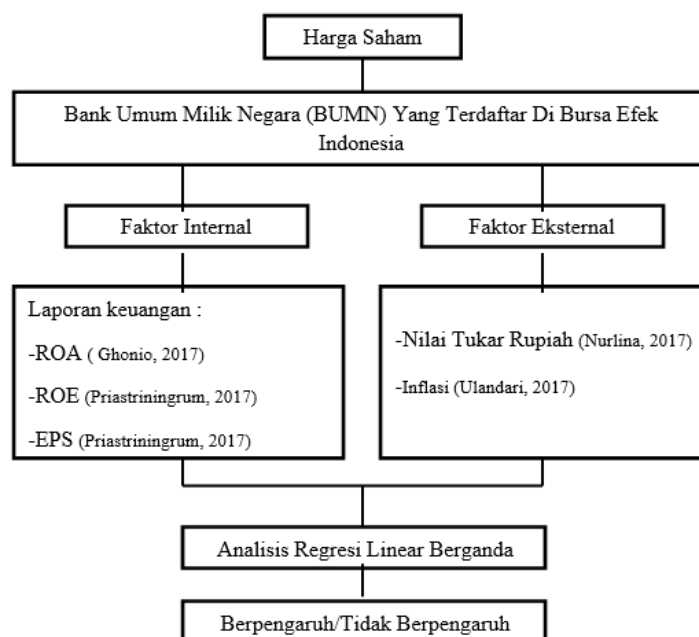 Harga Saham
Bank Umum Milik Negara (BUMN) Yang Terdaftar Di Bursa Efek
Indonesia
Faktor Internal
Faktor Eksternal
Laporan keuangan :
-ROA ( Ghonio, 2017)
-ROE (Priastriningrum, 2017)
-EPS (Priastriningrum, 2017)
-Nilai Tukar Rupiah (Nurlina, 2017)
-Inflasi (Ulandari, 2017)
Analisis Regresi Linear Berganda
Berpengaruh/Tidak Berpengaruh